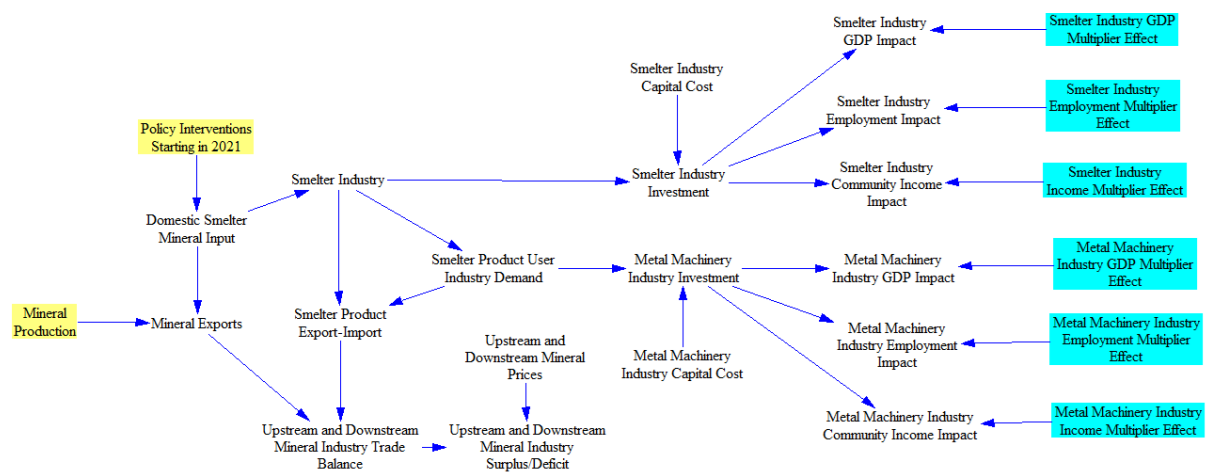 Smelter Industry
GDP Impact
Smelter Industry GDP
Multiplier Effect
Smelter Industry
Capital Cost
Smelter Industry
Employment Impact
Smelter Industry
Employment Multiplier
Effect
Policy Interventions
Starting in 2021
Smelter Industry
Smelter Industry
Investment
Smelter Industry
Community Income
Impact
Smelter Industry
Income Multiplier Effect
Domestic Smelter
Mineral Input
Smelter Product User
Industry Demand
Metal Machinery
Industry Investment
Metal Machinery
Industry GDP Impact
Metal Machinery
Industry GDP Multiplier
Effect
Mineral
Production
Mineral Exports
Smelter Product
Export-Import
Upstream and
Downstream Mineral
Prices
Metal Machinery
Industry Capital Cost
Metal Machinery
Industry Employment
Impact
Metal Machinery Industry
Employment Multiplier
Effect
Upstream and Downstream
Mineral Industry Trade
Balance
Upstream and Downstream
Mineral Industry
Surplus/Deficit
Metal Machinery Industry
Community Income Impact
Metal Machinery Industry
Income Multiplier Effect